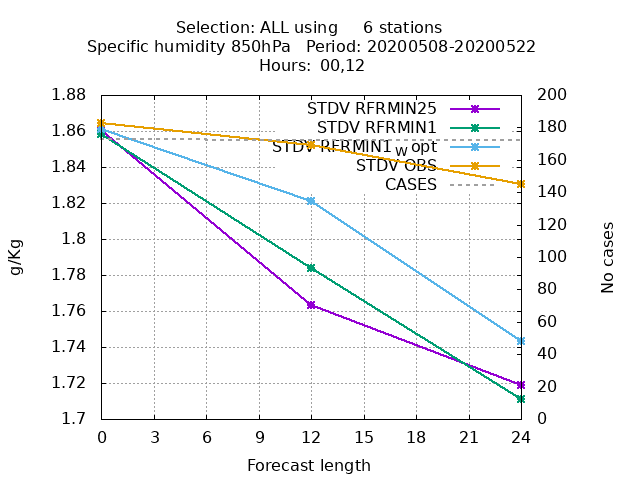 Selection: ALL using     6 stations
Specific humidity 850hPa   Period: 20200508-20200522
Hours:  00,12
1.88
1.86
1.84
1.82
1.8
1.78
1.76
1.74
1.72
1.7
g/Kg
STDV RFRMIN25
STDV RFRMIN1
STDV RFRMIN1_w opt
STDV OBS
CASES
200
180
160
140
120
100
80
60
40
20
0
No cases
0 3 6 9 12 15 18 21 24
Forecast length